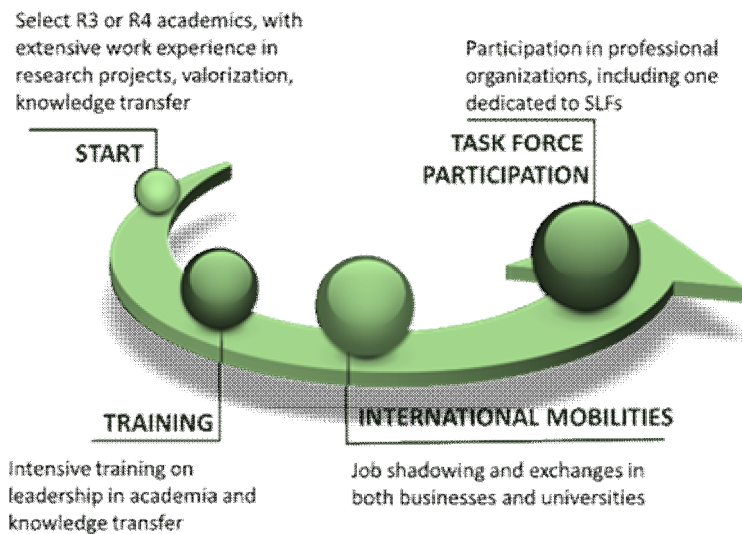 Select R3 or R4 academics, with
extensive work experience in
research projects, valorization,
knowledge transfer
START
Participation in professional
organizations, including one
dedicated to SLFs
TASK FORCE
PARTICIPATION
TRAINING
Intensive training on
leadership in academia and
knowledge transfer
INTERNATIONAL MOBILITIES
Job shadowing and exchanges in
both businesses and universities